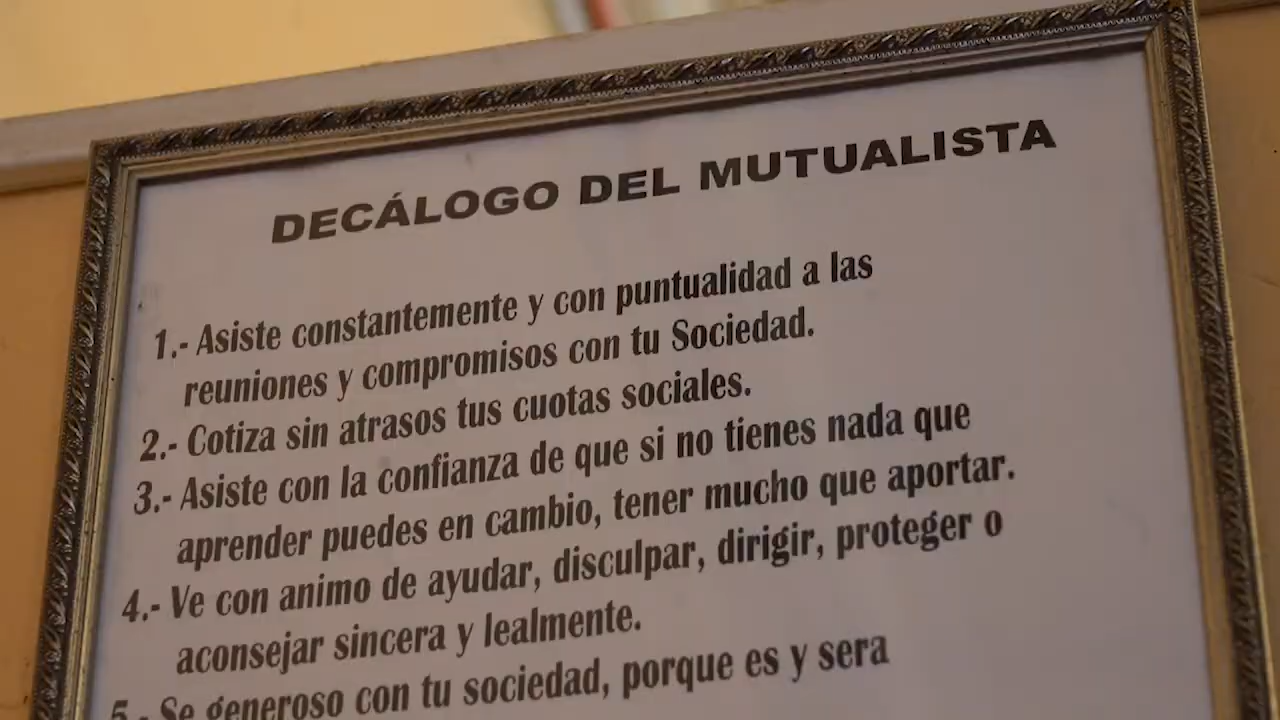 DECÁLOGO DEL MUTUALISTA
1.- Asiste constantemente y con puntualidad a las
reuniones y compromisos con tu Sociedad.
2.- Cotiza sin atrasos tus cuotas sociales.
3.- Asiste con la confianza de que si no tienes nada que
aprender puedes en cambio, tener mucho que aportar.
4.- Ve con animo de ayudar, disculpar, dirigir, proteger o
aconsejar sincera y lealmente.
5.- Se generoso con tu sociedad, porque es y sera